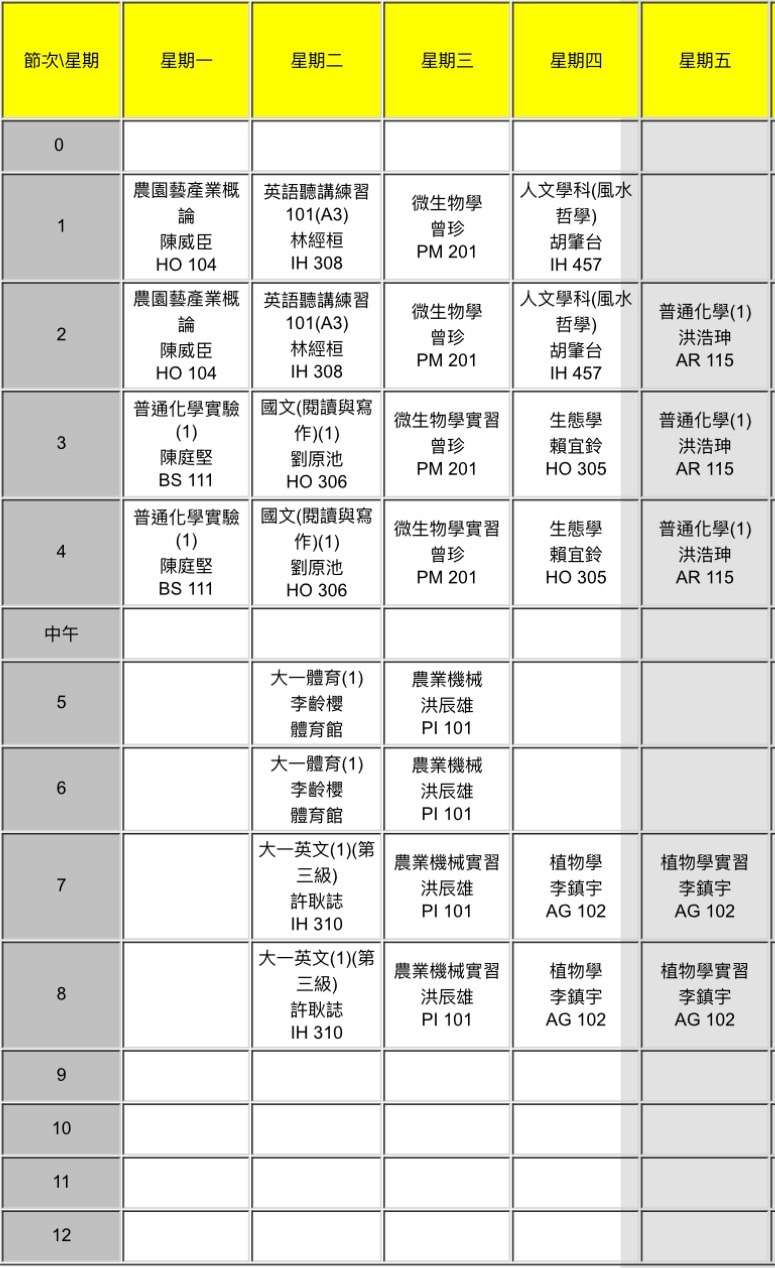 節次\星期 星期一 星期二 星期三 星期四 星期五
0
1
農園藝產業概
論
陳威臣
HO 104
英語聽講練習
101(A3)
林經桓
IH 308
微生物學
曾珍
PM 201
人文學科(風水
哲學)
胡肇台
IH 457
2
農園藝產業概
論
陳威臣
HO 104
英語聽講練習
101(A3)
林經桓
IH 308
微生物學
曾珍
PM 201
人文學科(風水
哲學)
胡肇台
IH 457
普通化學(1)
洪浩珅
AR 115
3
普通化學實驗
(1)
陳庭堅
BS 111
國文(閱讀與寫
作)(1)
劉原池
HO 306
微生物學實習
曾珍
PM 201
生態學
賴宜鈴
HO 305
普通化學(1)
洪浩珅
AR 115
4
普通化學實驗
(1)
陳庭堅
BS 111
國文(閱讀與寫
作)(1)
劉原池
HO 306
微生物學實習
曾珍
PM 201
生態學
賴宜鈴
HO 305
普通化學(1)
洪浩珅
AR 115
中午
5
大一體育(1)
李齡櫻
體育館
農業機械
洪辰雄
PI 101
6
大一體育(1)
李齡櫻
體育館
農業機械
洪辰雄
PI 101
7
大一英文(1)(第
三級)
許耿誌
IH 310
農業機械實習
洪辰雄
PI 101
植物學
李鎮宇
AG 102
植物學實習
李鎮宇
AG 102
8
大一英文(1)(第
三級)
許耿誌
IH 310
農業機械實習
洪辰雄
PI 101
植物學
李鎮宇
AG 102
植物學實習
李鎮宇
AG 102
9
10
11
12